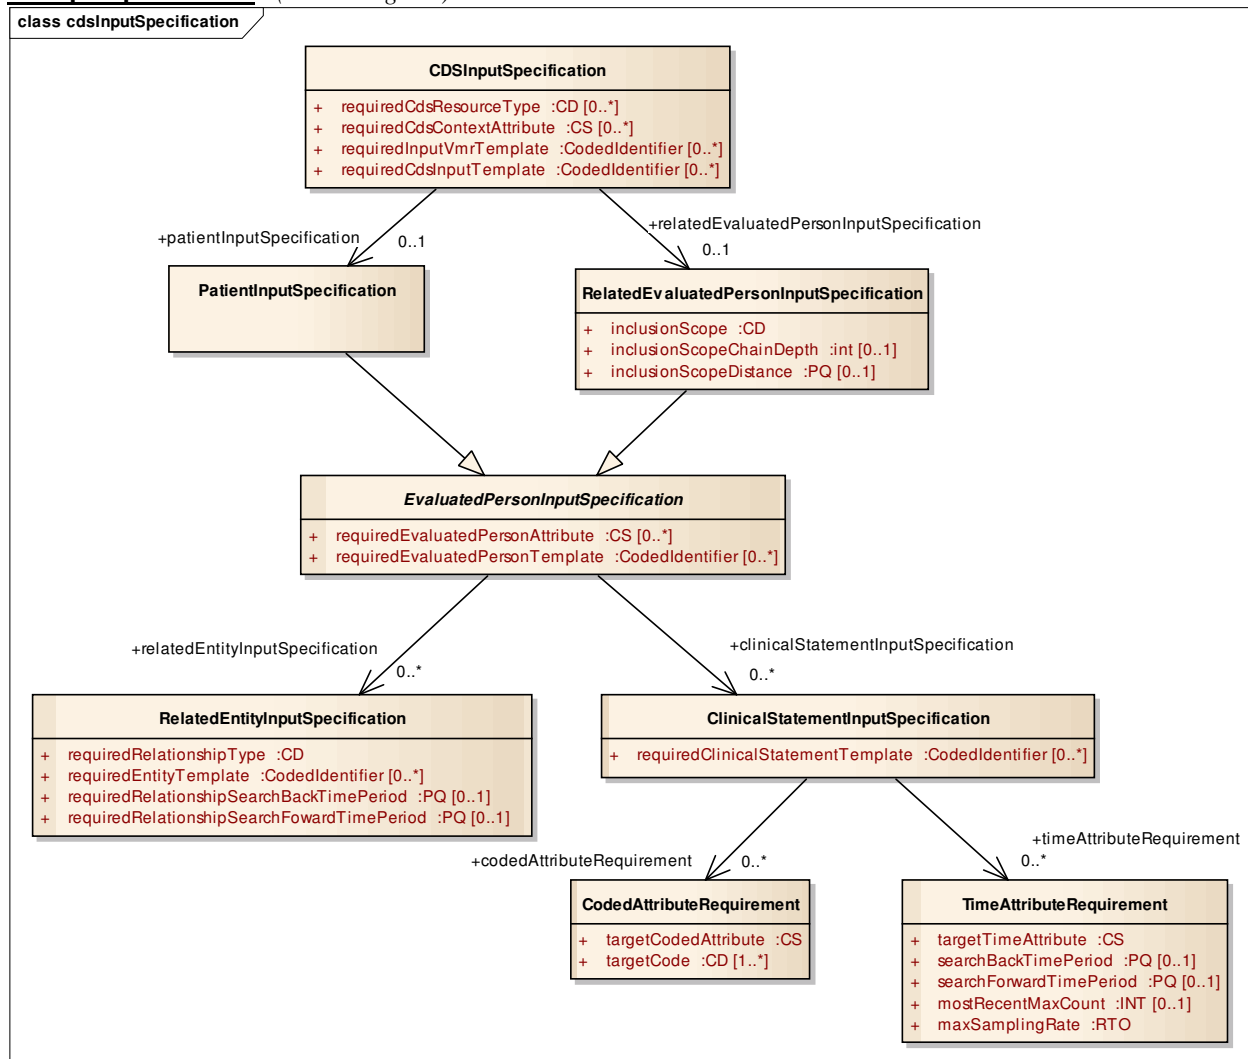 class cdsInputSpecification
CDSInputSpecification
+ requiredCdsResourceType :CD [0..*]
+ requiredCdsContextAttribute :CS [0..*]
+ requiredInputVmrTemplate :CodedIdentifier [0..*]
+ requiredCdsInputTemplate :CodedIdentifier [0..*]
+patientInputSpecification
0..1
+relatedEvaluatedPersonInputSpecification
0..1
PatientInputSpecification
RelatedEvaluatedPersonInputSpecification
+ inclusionScope :CD
+ inclusionScopeChainDepth :int [0..1]
+ inclusionScopeDistance :PQ [0..1]
EvaluatedPersonInputSpecification
+ requiredEvaluatedPersonAttribute :CS [0..*]
+ requiredEvaluatedPersonTemplate :CodedIdentifier [0..*]
+relatedEntityInputSpecification
0..*
+clinicalStatementInputSpecification
0..*
RelatedEntityInputSpecification
+ requiredRelationshipType :CD
+ requiredEntityTemplate :CodedIdentifier [0..*]
+ requiredRelationshipSearchBackTimePeriod :PQ [0..1]
+ requiredRelationshipSearchFowardTimePeriod :PQ [0..1]
ClinicalStatementInputSpecification
+ requiredClinicalStatementTemplate :CodedIdentifier [0..*]
+codedAttributeRequirement
0..*
+timeAttributeRequirement
0..*
CodedAttributeRequirement
+ targetCodedAttribute :CS
+ targetCode :CD [1..*]
TimeAttributeRequirement
+ targetTimeAttribute :CS
+ searchBackTimePeriod :PQ [0..1]
+ searchForwardTimePeriod :PQ [0..1]
+ mostRecentMaxCount :INT [0..1]
+ maxSamplingRate :RTO